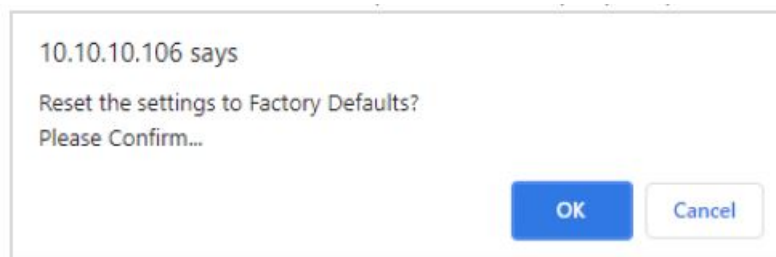 10.10.10.106 says
Reset the settings to Factory Defaults?
Please Confirm...
OK
Cancel